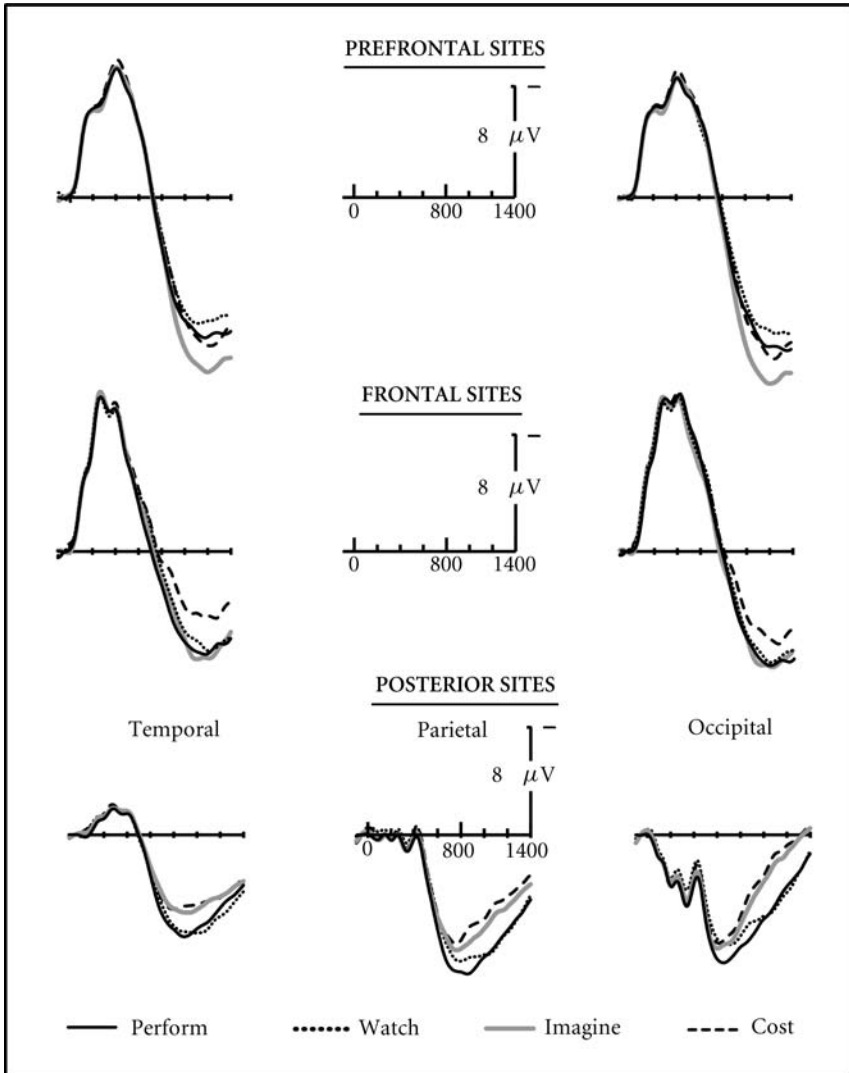 PREFRONTAL SITES
8 μV
0 800 1400
FRONTAL SITES
8 μV
0 800 1400
POSTERIOR SITES
Temporal Parietal Occipital
8 μV
0 800 1400
Perform Watch Imagine Cost